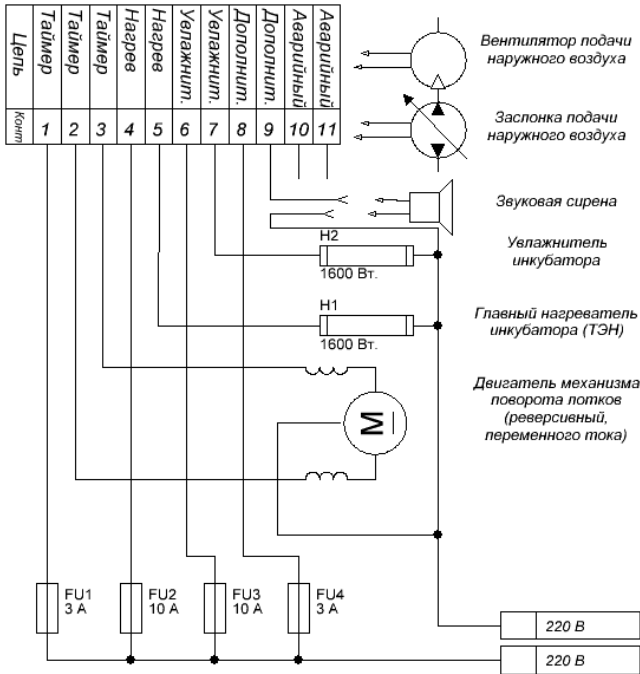 Цепь
Таймер
Таймер
Таймер
Нагрев
Нагрев
Увлажнит.
Увлажнит.
Дополнит.
Дополнит.
Аварийный
Аварийный
Конт
1
2
3
4
5
6
7
8
9
10
11
Вентилятор подачи
наружного воздуха
Заслонка подачи
наружного воздуха
Звуковая сирена
H2
1600 Вт.
Увлажнитель
инкубатора
H1
1600 Вт.
Главный нагреватель
инкубатора (ТЭН)
M
Двигатель механизма
поворота лотков
(реверсивный,
переменного тока)
FU1
3 А
FU2
10 А
FU3
10 А
FU4
3 А
220 В
220 В